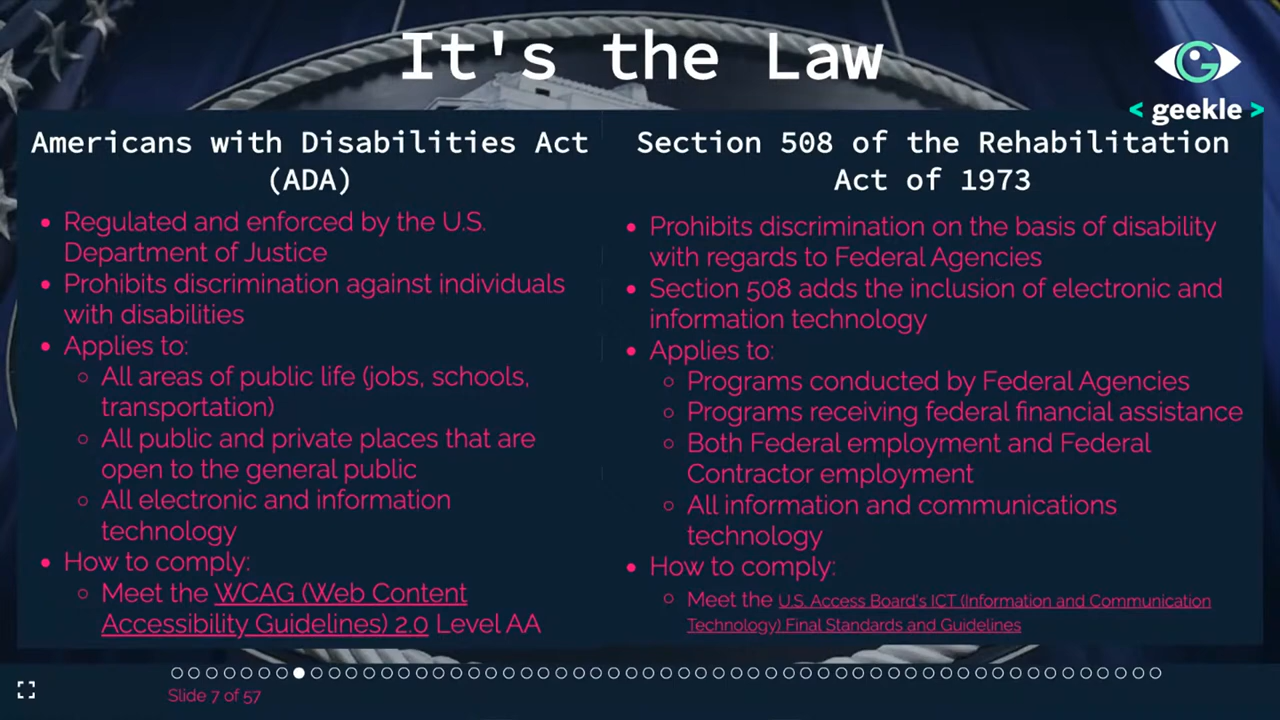 It's the Law
< geekle >
Americans with Disabilities Act
(ADA)
Regulated and enforced by the U.S.
Department of Justice
Prohibits discrimination against individuals
with disabilities
Applies to:
All areas of public life (jobs, schools,
transportation)
All public and private places that are
open to the general public
All electronic and information
technology
How to comply:
Meet the WCAG (Web Content
Accessibility Guidelines) 2.0 Level AA
Section 508 of the Rehabilitation
Act of 1973
Prohibits discrimination on the basis of disability
with regards to Federal Agencies
Section 508 adds the inclusion of electronic and
information technology
Applies to:
Programs conducted by Federal Agencies
Programs receiving federal financial assistance
Both Federal employment and Federal
Contractor employment
All information and communications
technology
How to comply:
Meet the U.S. Access Board's ICT (Information and Communication
Technology) Final Standards and Guidelines
Slide 7 of 57